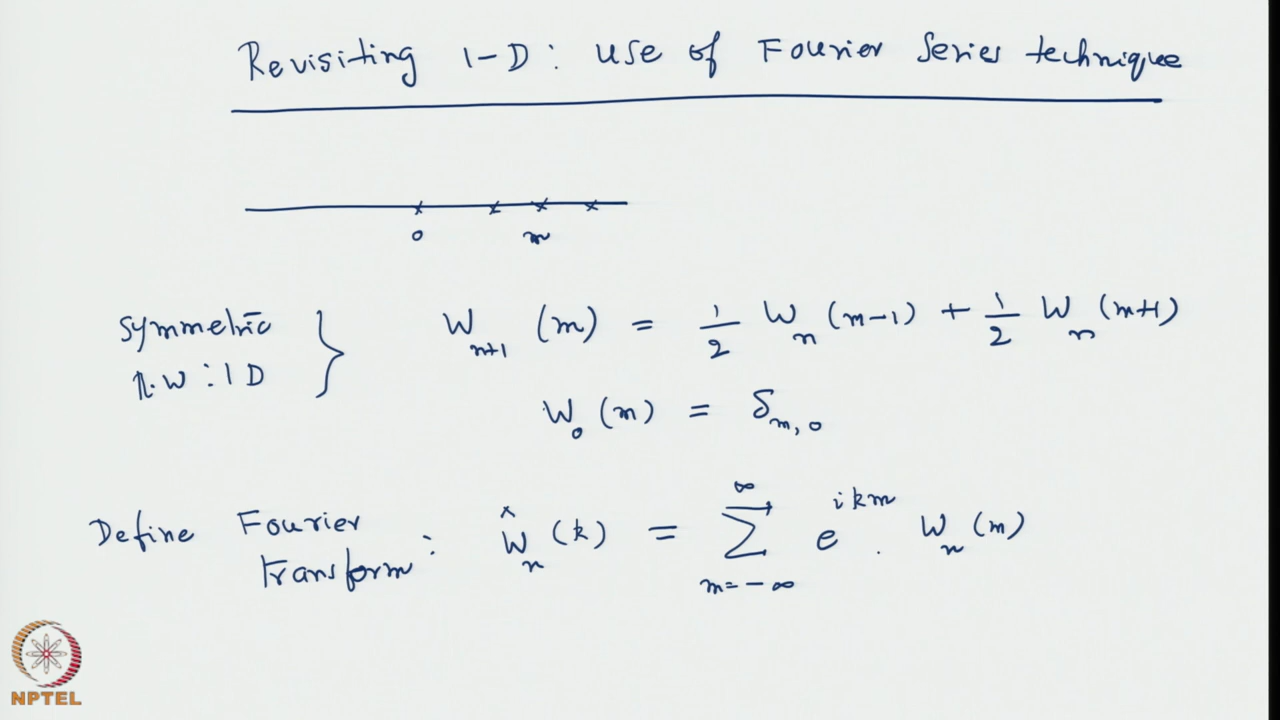 Revisiting 1-D: Use of Fourier Series technique
0 m
Symmetric
r.w : 1D } W_{n+1} (m) = 1/2 W_n (m-1) + 1/2 W_n (m+1)
W_0 (m) = δ_{m,0}
Define Fourier transform : Ŵ_n (k) = ∑_{m=-∞}^{∞} e^{ikm} . W_n (m)
NPTEL